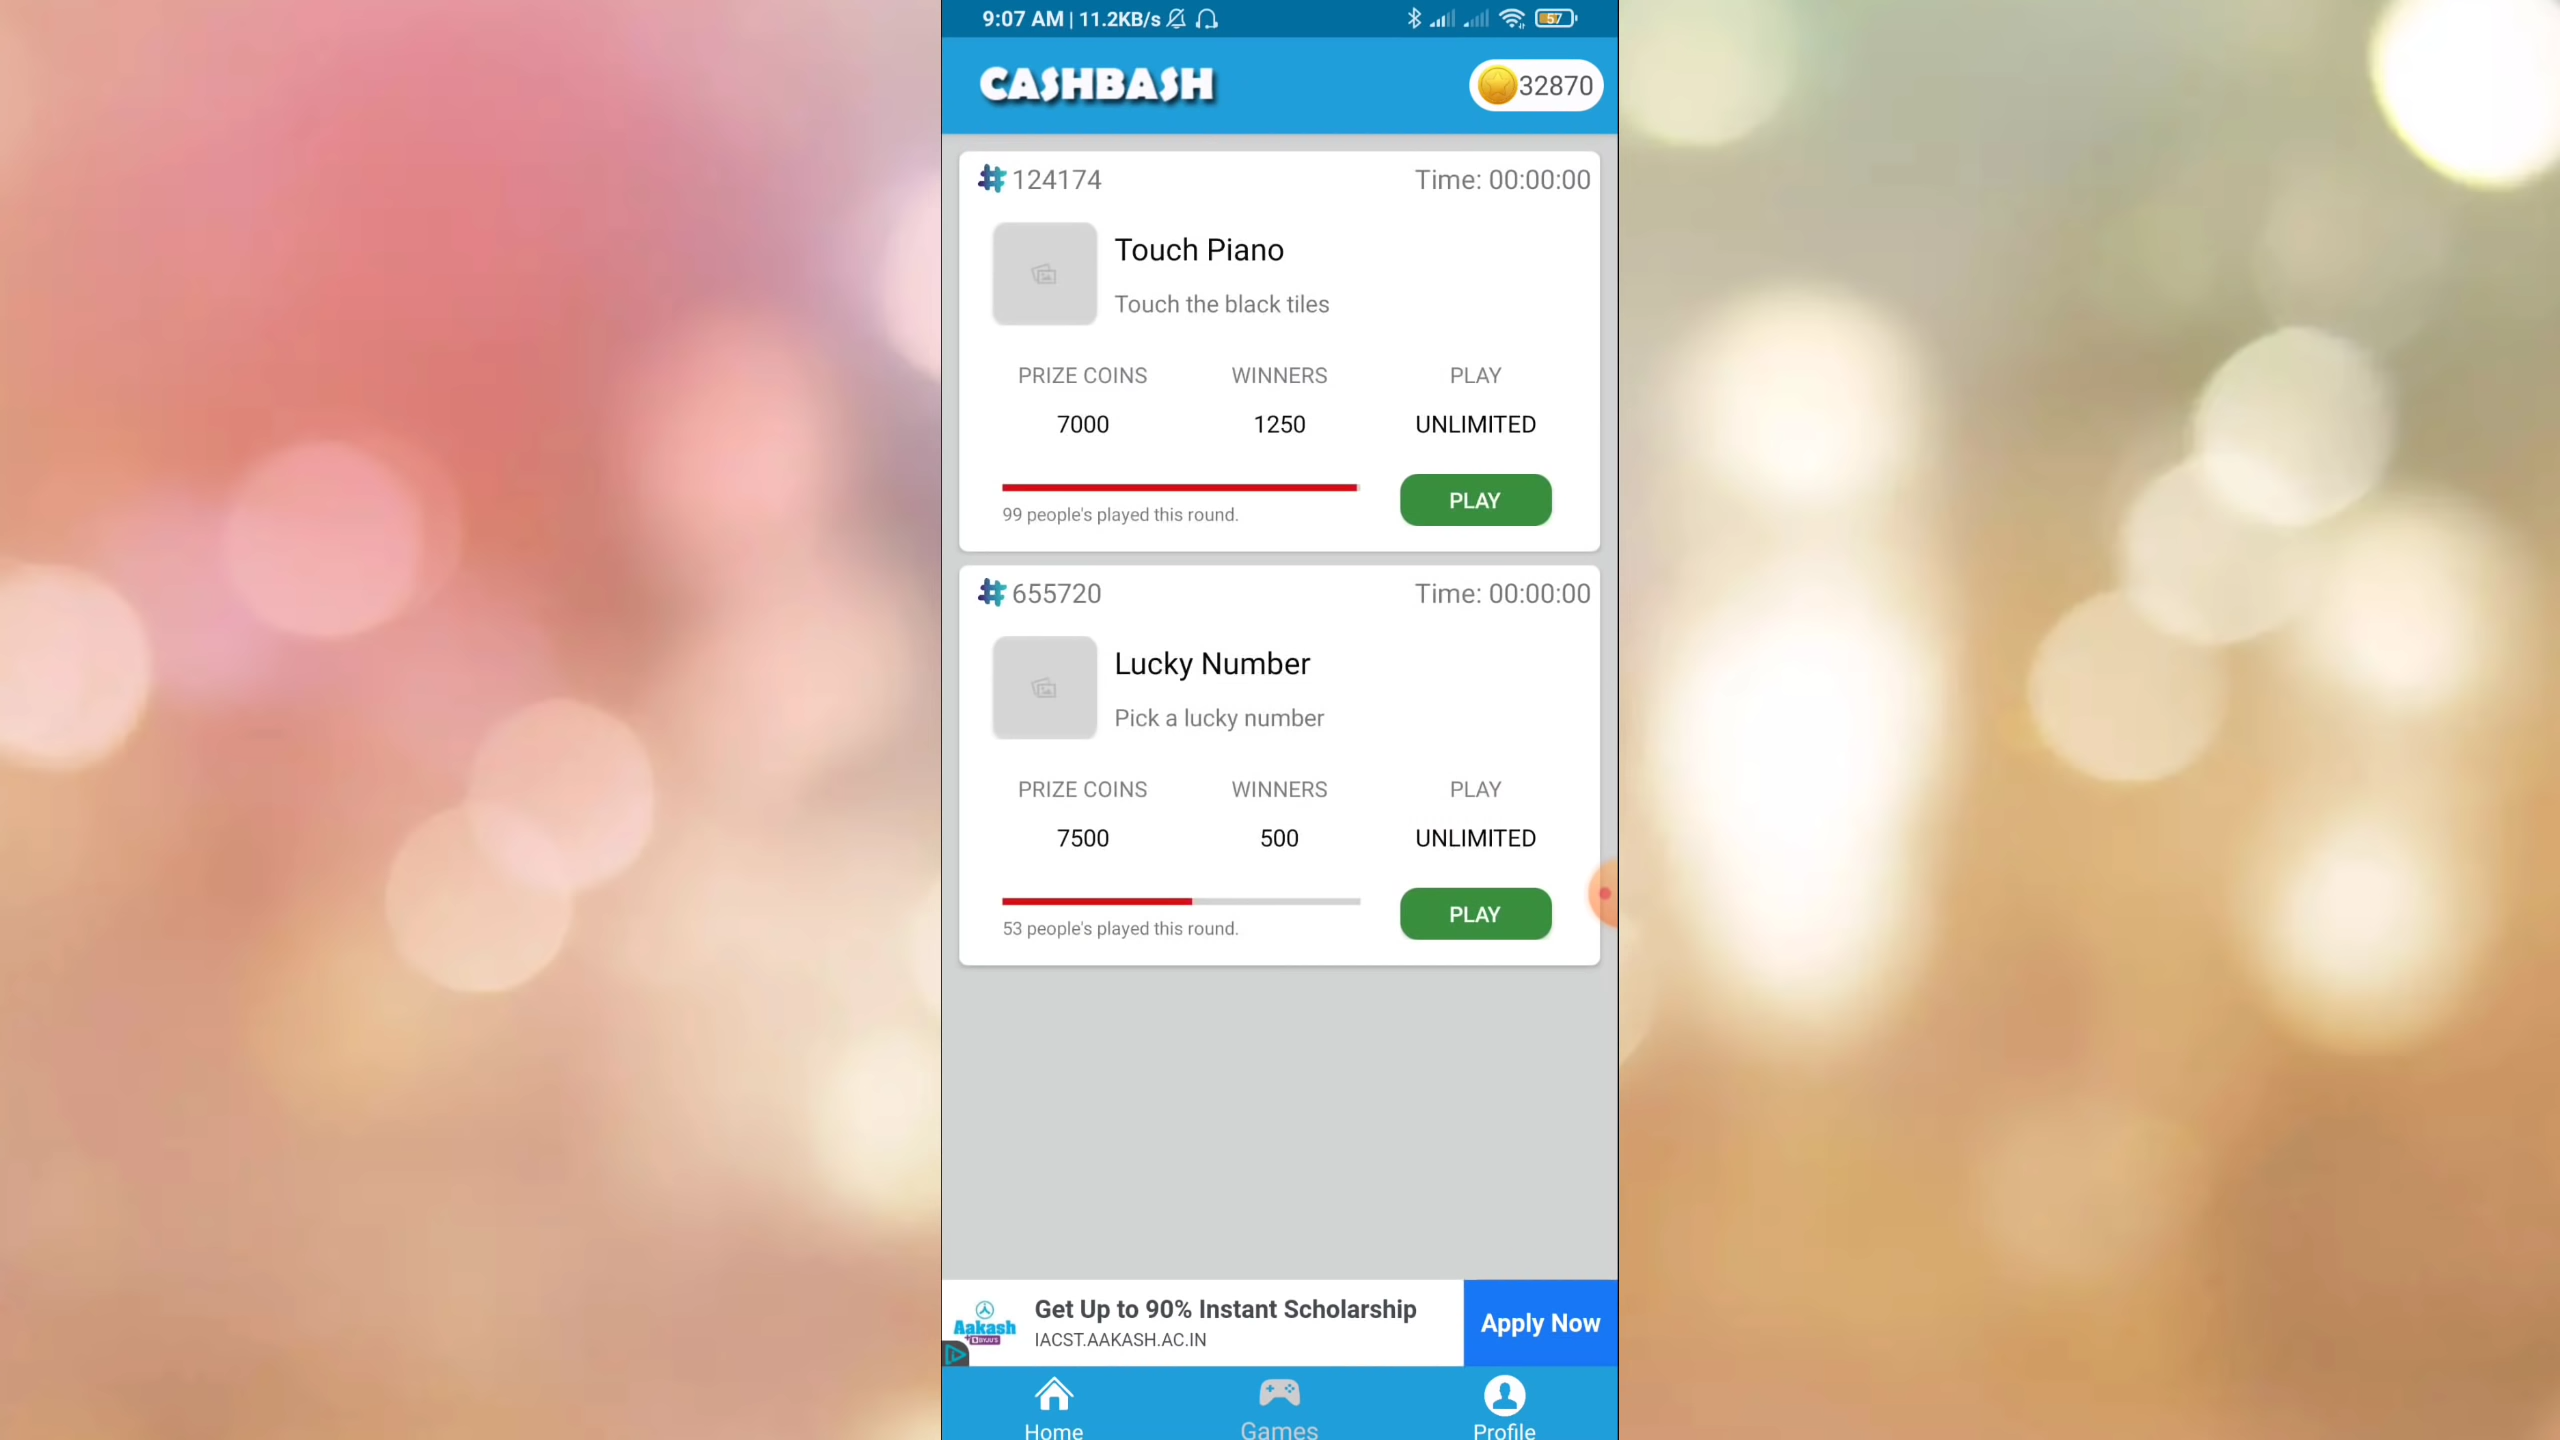 9:07 AM | 11.2KB/s 57
CASHBASH 32870
124174 Time: 00:00:00
Touch Piano
Touch the black tiles
PRIZE COINS WINNERS PLAY
7000 1250 UNLIMITED
PLAY
99 people's played this round.
655720 Time: 00:00:00
Lucky Number
Pick a lucky number
PRIZE COINS WINNERS PLAY
7500 500 UNLIMITED
PLAY
53 people's played this round.
Get Up to 90% Instant Scholarship
Aakash
BYJU'S
IACST.AAKASH.AC.IN
Apply Now
Home Games Profile